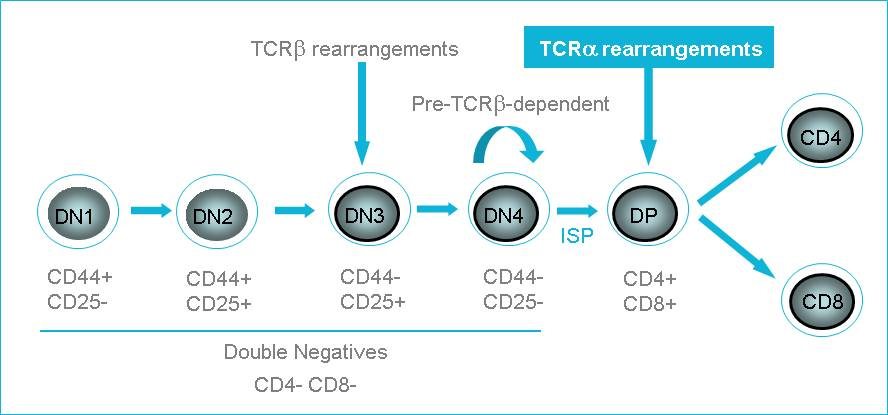 TCRβ rearrangements
TCRα rearrangements
Pre-TCRβ-dependent
CD4
DN1
DN2
DN3
DN4
DP
ISP
CD44+
CD25-
CD44+
CD25+
CD44-
CD25+
CD44-
CD25-
CD4+
CD8+
CD8
Double Negatives
CD4- CD8-